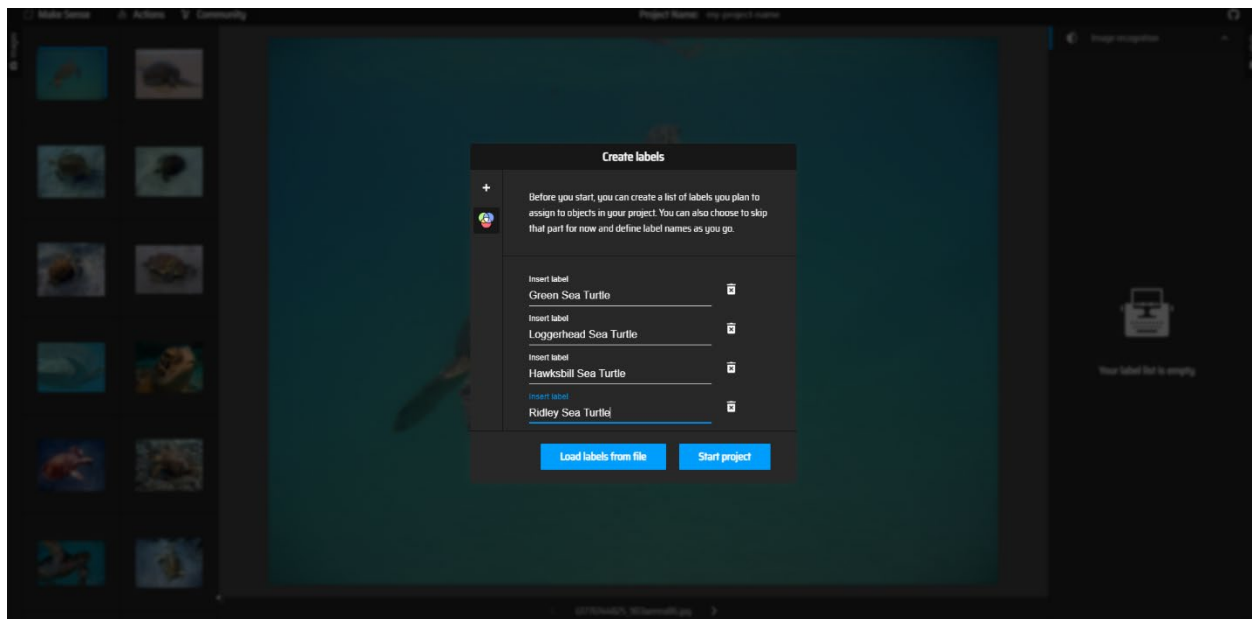 Make Sense
Actions
Community
Project Name: my-project-name
Images
Image recognition
Create labels
Before you start, you can create a list of labels you plan to
assign to objects in your project. You can also choose to skip
that part for now and define label names as you go.
Insert label
Green Sea Turtle
Insert label
Loggerhead Sea Turtle
Insert label
Hawksbill Sea Turtle
Insert label
Ridley Sea Turtle
Load labels from file
Start project
Your label list is empty